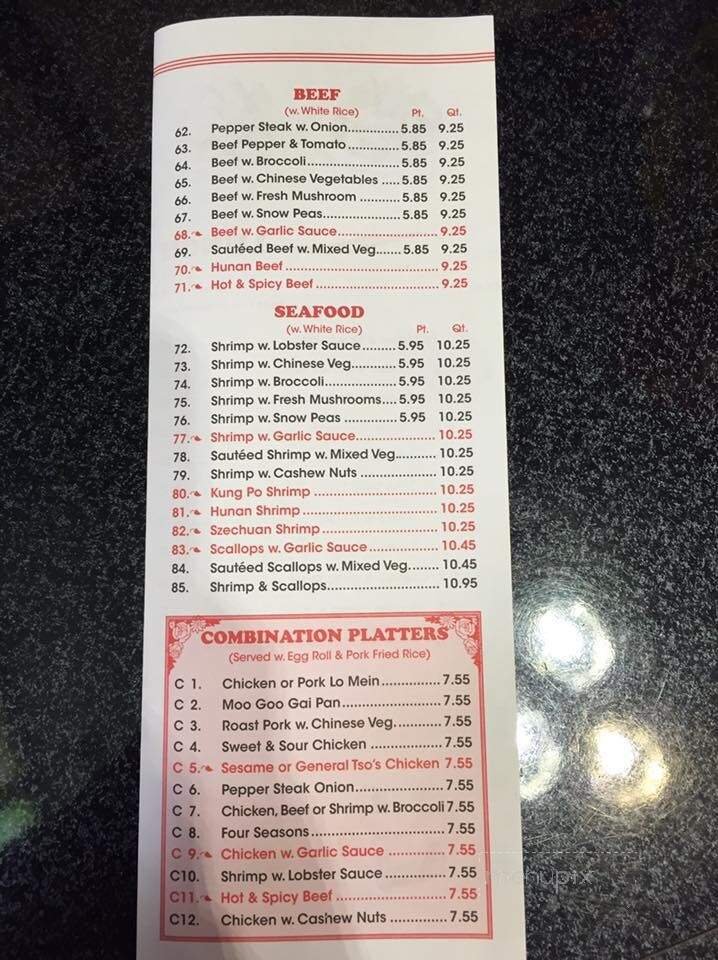 BEEF
(w. White Rice) Pt. Qt.
62. Pepper Steak w. Onion.............. 5.85 9.25
63. Beef Pepper & Tomato .............. 5.85 9.25
64. Beef w. Broccoli......................... 5.85 9.25
65. Beef w. Chinese Vegetables ..... 5.85 9.25
66. Beef w. Fresh Mushroom ........... 5.85 9.25
67. Beef w. Snow Peas..................... 5.85 9.25
68. Beef w. Garlic Sauce........................... 9.25
69. Sautéed Beef w. Mixed Veg....... 5.85 9.25
70. Hunan Beef ......................................... 9.25
71. Hot & Spicy Beef ................................. 9.25
SEAFOOD
(w. White Rice) Pt. Qt.
72. Shrimp w. Lobster Sauce......... 5.95 10.25
73. Shrimp w. Chinese Veg............ 5.95 10.25
74. Shrimp w. Broccoli................... 5.95 10.25
75. Shrimp w. Fresh Mushrooms.... 5.95 10.25
76. Shrimp w. Snow Peas .............. 5.95 10.25
77. Shrimp w. Garlic Sauce...................... 10.25
78. Sautéed Shrimp w. Mixed Veg........... 10.25
79. Shrimp w. Cashew Nuts ..................... 10.25
80. Kung Po Shrimp ................................. 10.25
81. Hunan Shrimp .................................... 10.25
82. Szechuan Shrimp............................... 10.25
83. Scallops w. Garlic Sauce.................. 10.45
84. Sautéed Scallops w. Mixed Veg........ 10.45
85. Shrimp & Scallops.............................. 10.95
COMBINATION PLATTERS
(Served w. Egg Roll & Pork Fried Rice)
C 1. Chicken or Pork Lo Mein............... 7.55
C 2. Moo Goo Gai Pan......................... 7.55
C 3. Roast Pork w. Chinese Veg............ 7.55
C 4. Sweet & Sour Chicken .................. 7.55
C 5. Sesame or General Tso's Chicken 7.55
C 6. Pepper Steak Onion...................... 7.55
C 7. Chicken, Beef or Shrimp w. Broccoli 7.55
C 8. Four Seasons................................. 7.55
C 9. Chicken w. Garlic Sauce .............. 7.55
C10. Shrimp w. Lobster Sauce ............... 7.55
C11. Hot & Spicy Beef ............................ 7.55
C12. Chicken w. Cashew Nuts .............. 7.55